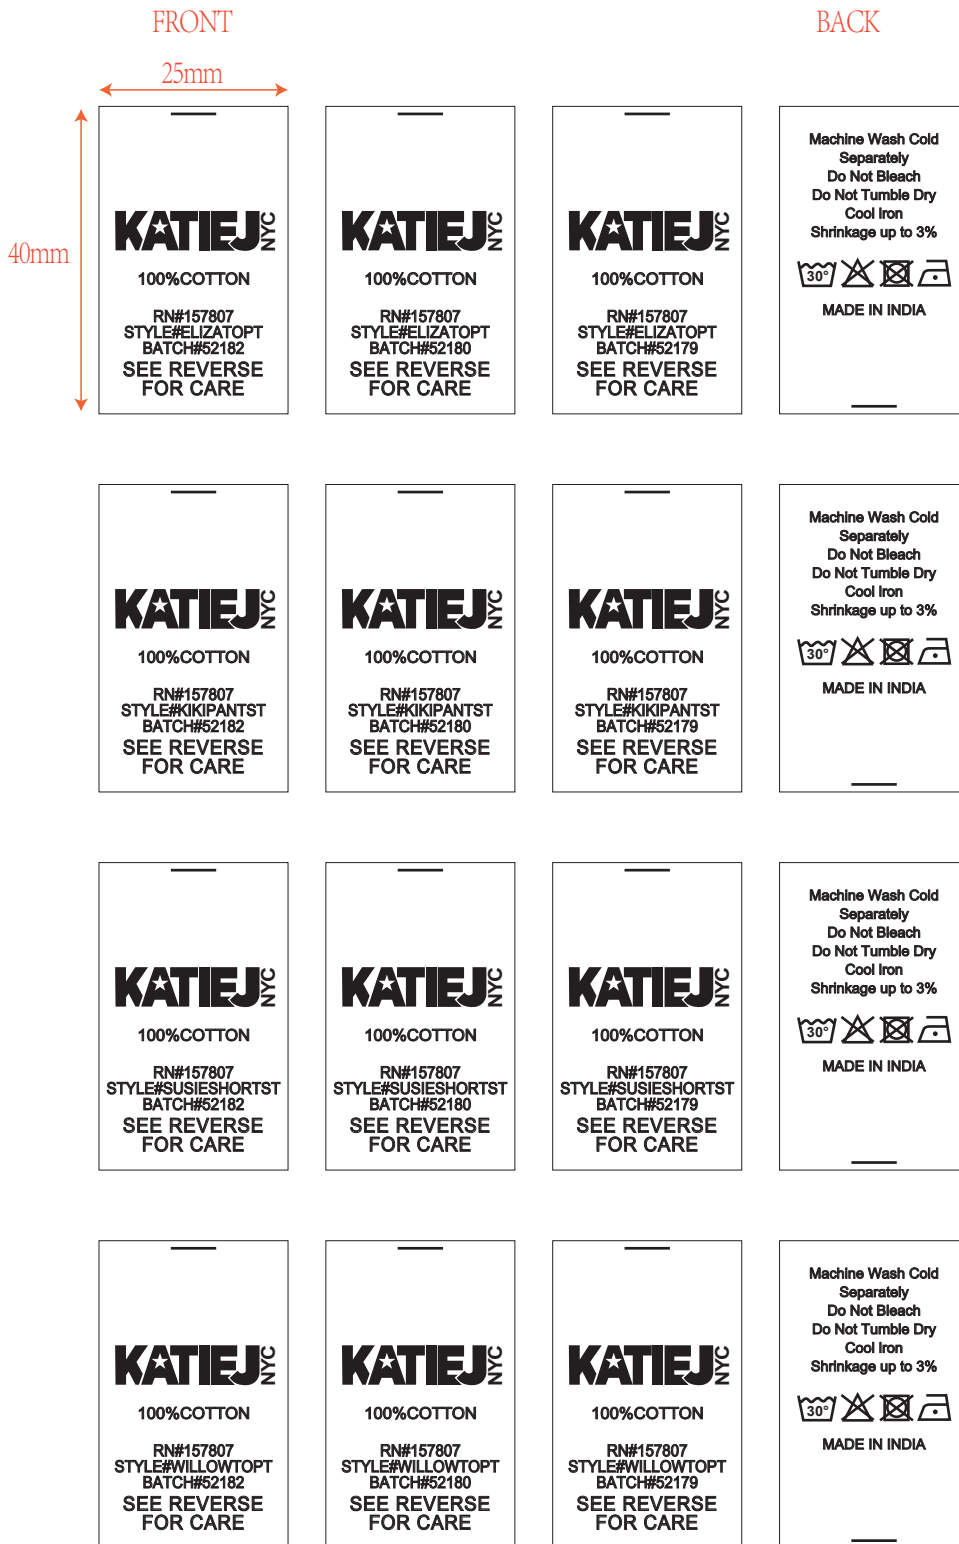 FRONT
BACK
25mm
40mm
KATIEJ NYC
100%COTTON
RN#157807
STYLE#ELIZATOPT
BATCH#52182
SEE REVERSE
FOR CARE
KATIEJ NYC
100%COTTON
RN#157807
STYLE#ELIZATOPT
BATCH#52180
SEE REVERSE
FOR CARE
KATIEJ NYC
100%COTTON
RN#157807
STYLE#ELIZATOPT
BATCH#52179
SEE REVERSE
FOR CARE
Machine Wash Cold
Separately
Do Not Bleach
Do Not Tumble Dry
Cool Iron
Shrinkage up to 3%
30°
MADE IN INDIA
KATIEJ NYC
100%COTTON
RN#157807
STYLE#KIKIPANTST
BATCH#52182
SEE REVERSE
FOR CARE
KATIEJ NYC
100%COTTON
RN#157807
STYLE#KIKIPANTST
BATCH#52180
SEE REVERSE
FOR CARE
KATIEJ NYC
100%COTTON
RN#157807
STYLE#KIKIPANTST
BATCH#52179
SEE REVERSE
FOR CARE
Machine Wash Cold
Separately
Do Not Bleach
Do Not Tumble Dry
Cool Iron
Shrinkage up to 3%
30°
MADE IN INDIA
KATIEJ NYC
100%COTTON
RN#157807
STYLE#SUSIESHORTST
BATCH#52182
SEE REVERSE
FOR CARE
KATIEJ NYC
100%COTTON
RN#157807
STYLE#SUSIESHORTST
BATCH#52180
SEE REVERSE
FOR CARE
KATIEJ NYC
100%COTTON
RN#157807
STYLE#SUSIESHORTST
BATCH#52179
SEE REVERSE
FOR CARE
Machine Wash Cold
Separately
Do Not Bleach
Do Not Tumble Dry
Cool Iron
Shrinkage up to 3%
30°
MADE IN INDIA
KATIEJ NYC
100%COTTON
RN#157807
STYLE#WILLOWTOPT
BATCH#52182
SEE REVERSE
FOR CARE
KATIEJ NYC
100%COTTON
RN#157807
STYLE#WILLOWTOPT
BATCH#52180
SEE REVERSE
FOR CARE
KATIEJ NYC
100%COTTON
RN#157807
STYLE#WILLOWTOPT
BATCH#52179
SEE REVERSE
FOR CARE
Machine Wash Cold
Separately
Do Not Bleach
Do Not Tumble Dry
Cool Iron
Shrinkage up to 3%
30°
MADE IN INDIA